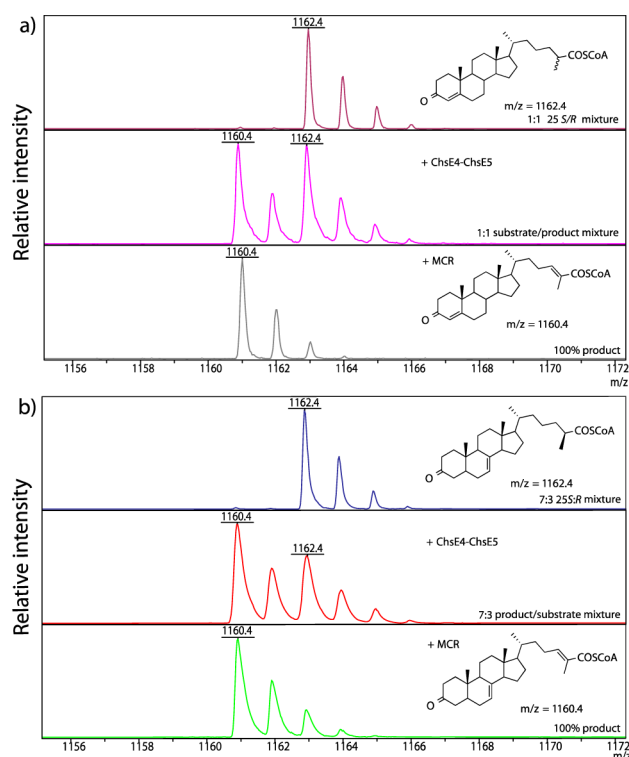 a)
1162.4
COSCoA
O
m/z = 1162.4
1:1 25 S/R mixture
1160.4
1162.4
+ ChsE4-ChsE5
1:1 substrate/product mixture
1160.4
+ MCR
COSCoA
O
m/z = 1160.4
100% product
Relative intensity
1156 1158 1160 1162 1164 1166 1168 1170 1172
m/z
b)
1162.4
COSCoA
O
m/z = 1162.4
7:3 25S:R mixture
1160.4
1162.4
+ ChsE4-ChsE5
7:3 product/substrate mixture
1160.4
+ MCR
COSCoA
O
m/z = 1160.4
100% product
Relative intensity
1156 1158 1160 1162 1164 1166 1168 1170 1172
m/z